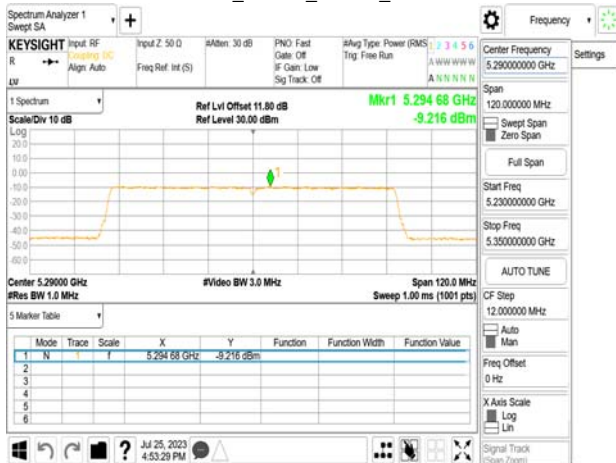 Spectrum Analyzer 1
Swept SA
+
Frequency
KEYSIGHT
R
LV
Input: RF
Coupling: DC
Align: Auto
Input Z: 50 Ω
Freq Ref: Int (S)
#Atten: 30 dB
PNO: Fast
Gate: Off
IF Gain: Low
Sig Track: Off
#Avg Type: Power (RMS
Trig: Free Run
1 2 3 4 5 6
A W W W W W
A N N N N N
Center Frequency
5.290000000 GHz
Settings
1 Spectrum
Scale/Div 10 dB
Ref Lvl Offset 11.80 dB
Ref Level 30.00 dBm
Mkr1 5.294 68 GHz
-9.216 dBm
Span
120.000000 MHz
Swept Span
Zero Span
Full Span
Start Freq
5.230000000 GHz
Stop Freq
5.350000000 GHz
AUTO TUNE
CF Step
12.000000 MHz
Auto
Man
Freq Offset
0 Hz
X Axis Scale
Log
Lin
Signal Track
(Span Zoom)
Log
20.0
10.0
0.00
-10.0
-20.0
-30.0
-40.0
-50.0
-60.0
1
Center 5.29000 GHz
#Res BW 1.0 MHz
#Video BW 3.0 MHz
Span 120.0 MHz
Sweep 1.00 ms (1001 pts)
5 Marker Table
Mode Trace Scale X Y Function Function Width Function Value
1 N 1 f 5.294 68 GHz -9.216 dBm
2
3
4
5
6
?
Jul 25, 2023
4:53:29 PM